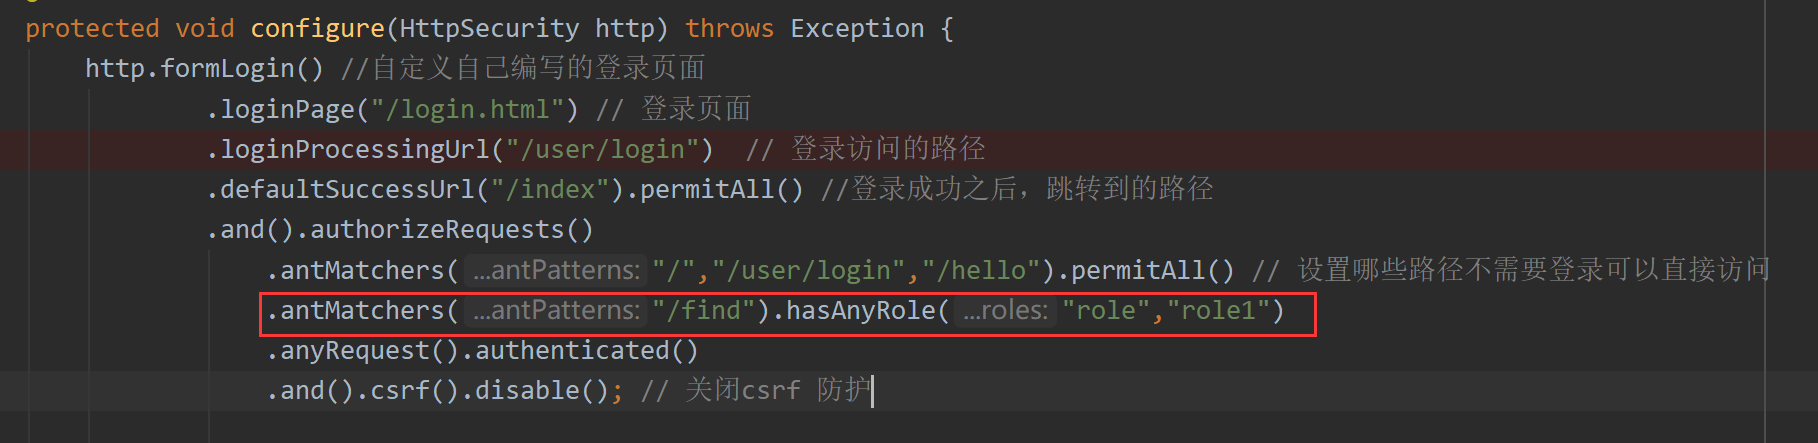 protected void configure(HttpSecurity http) throws Exception {
http.formLogin() //自定义自己编写的登录页面
.loginPage("/login.html") // 登录页面
.loginProcessingUrl("/user/login")  // 登录访问的路径
.defaultSuccessUrl("/index").permitAll() //登录成功之后，跳转到的路径
.and().authorizeRequests()
.antMatchers( ...antPatterns: "/","/user/login","/hello").permitAll() // 设置哪些路径不需要登录可以直接访问
.antMatchers( ...antPatterns: "/find").hasAnyRole( ...roles: "role","role1")
.anyRequest().authenticated()
.and().csrf().disable(); // 关闭csrf 防护